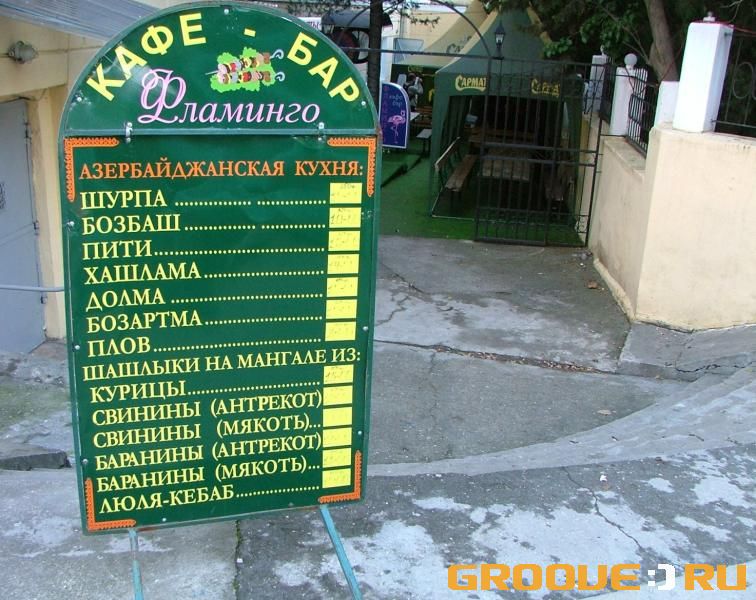 КАФЕ - БАР
Фламинго
АЗЕРБАЙДЖАНСКАЯ КУХНЯ:
ШУРПА
БОЗБАШ
ПИТИ
ХАШЛАМА
ДОЛМА
БОЗАРТМА
ПЛОВ
ШАШЛЫКИ НА МАНГАЛЕ ИЗ:
КУРИЦЫ
СВИНИНЫ (АНТРЕКОТ)
СВИНИНЫ (МЯКОТЬ)
БАРАНИНЫ (АНТРЕКОТ)
БАРАНИНЫ (МЯКОТЬ)
ЛЮЛЯ-КЕБАБ
САРМАТ
GROOVE:RU